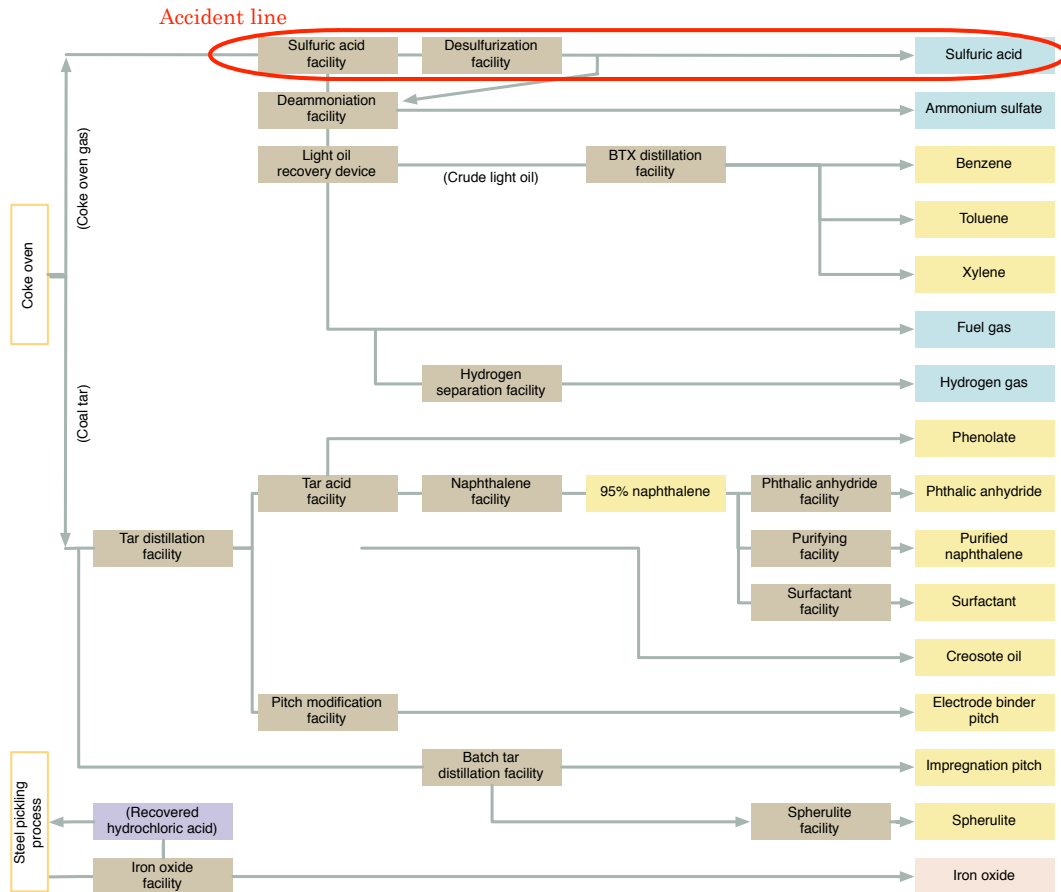 Accident line
Sulfuric acid
facility
Desulfurization
facility
Sulfuric acid
Deammoniation
facility
Ammonium sulfate
Light oil
recovery device
(Crude light oil)
BTX distillation
facility
Benzene
Toluene
Xylene
(Coke oven gas)
Coke oven
(Coal tar)
Fuel gas
Hydrogen
separation facility
Hydrogen gas
Phenolate
Tar acid
facility
Naphthalene
facility
95% naphthalene
Phthalic anhydride
facility
Phthalic anhydride
Tar distillation
facility
Purifying
facility
Purified
naphthalene
Surfactant
facility
Surfactant
Creosote oil
Pitch modification
facility
Electrode binder
pitch
Batch tar
distillation facility
Impregnation pitch
Steel pickling
process
(Recovered
hydrochloric acid)
Spherulite
facility
Spherulite
Iron oxide
facility
Iron oxide